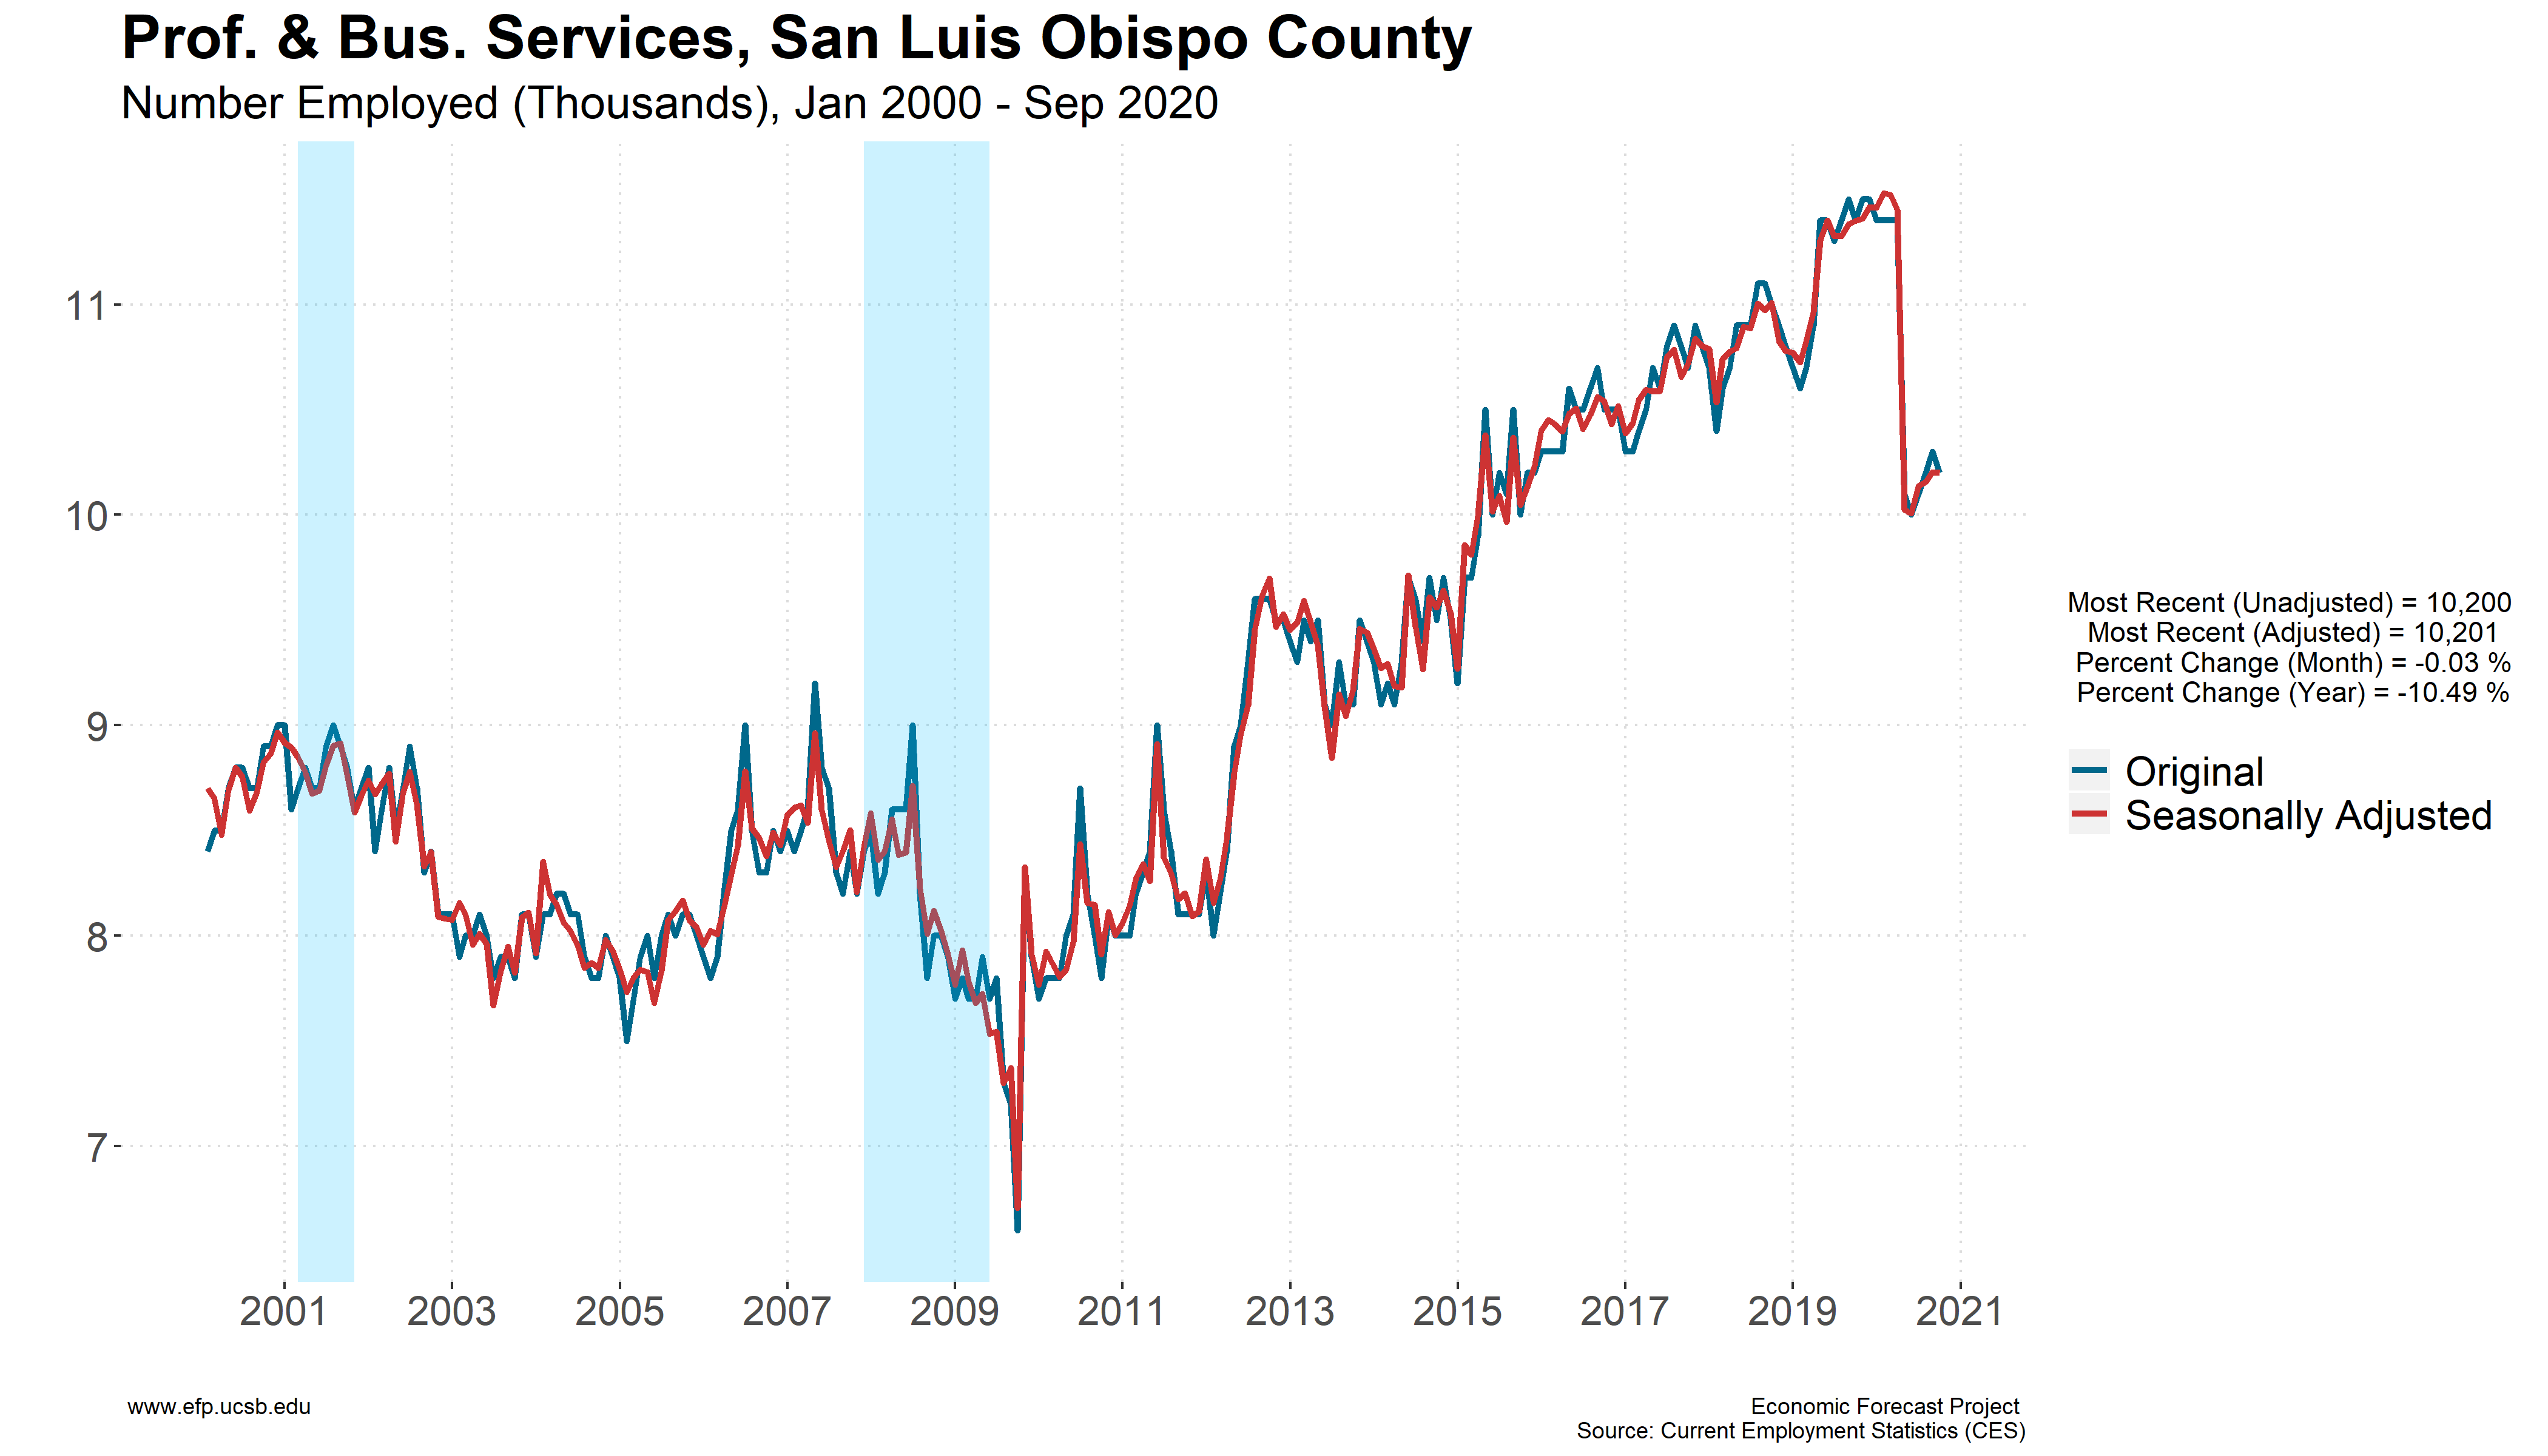 Prof. & Bus. Services, San Luis Obispo County
Number Employed (Thousands), Jan 2000 - Sep 2020
11
10
9
8
7
2001 2003 2005 2007 2009 2011 2013 2015 2017 2019 2021
Most Recent (Unadjusted) = 10,200
Most Recent (Adjusted) = 10,201
Percent Change (Month) = -0.03 %
Percent Change (Year) = -10.49 %
Original
Seasonally Adjusted
www.efp.ucsb.edu
Economic Forecast Project
Source: Current Employment Statistics (CES)